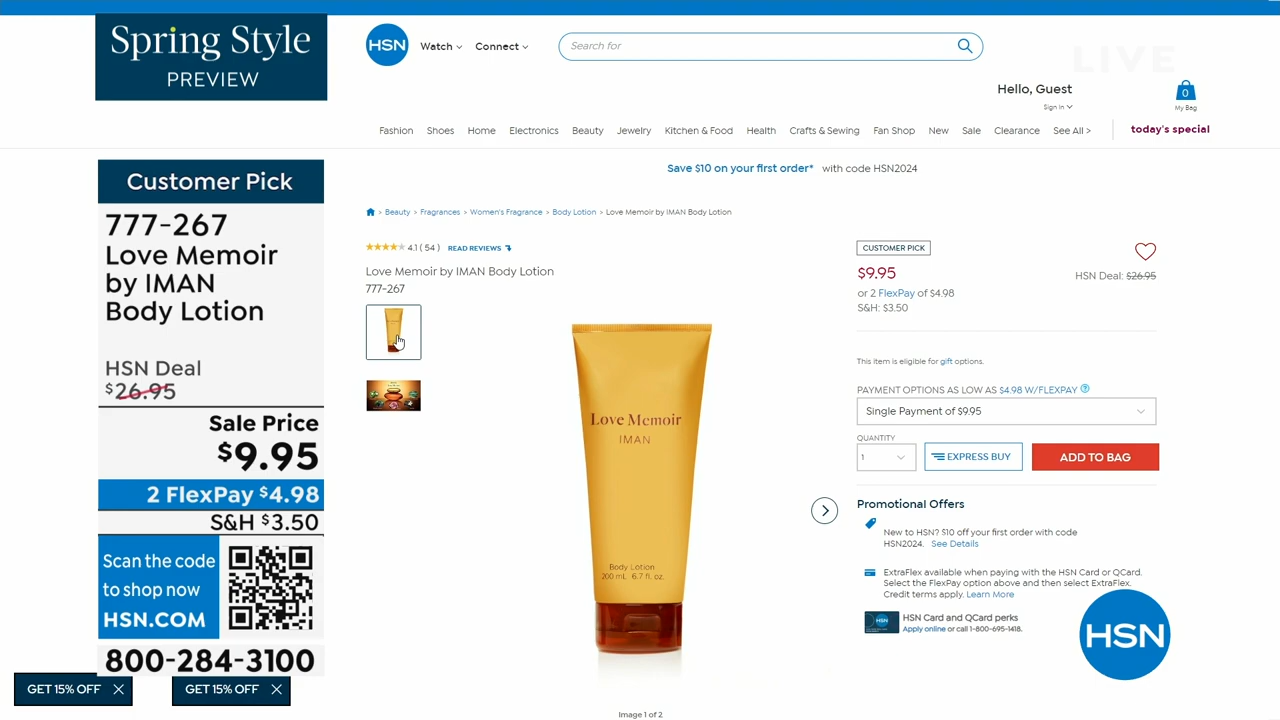 Spring Style
PREVIEW
HSN
Watch
Connect
Search for
LIVE
Hello, Guest
Sign In
0
My Bag
Fashion Shoes Home Electronics Beauty Jewelry Kitchen & Food Health Crafts & Sewing Fan Shop New Sale Clearance See All > today's special
Save $10 on your first order* with code HSN2024
Customer Pick
777-267
Love Memoir
by IMAN
Body Lotion
HSN Deal
$26.95
Sale Price
$9.95
2 FlexPay $4.98
S&H $3.50
Scan the code
to shop now
HSN.COM
800-284-3100
GET 15% OFF
GET 15% OFF
> Beauty > Fragrances > Women's Fragrance > Body Lotion > Love Memoir by IMAN Body Lotion
4.1 ( 54 ) READ REVIEWS
Love Memoir by IMAN Body Lotion
777-267
Love Memoir
IMAN
Body Lotion
200 mL 6.7 fl. oz.
Image 1 of 2
CUSTOMER PICK
$9.95
HSN Deal: $26.95
or 2 FlexPay of $4.98
S&H: $3.50
This item is eligible for gift options.
PAYMENT OPTIONS AS LOW AS $4.98 W/FLEXPAY ?
Single Payment of $9.95
QUANTITY
1
EXPRESS BUY
ADD TO BAG
Promotional Offers
New to HSN? $10 off your first order with code
HSN2024. See Details
ExtraFlex available when paying with the HSN Card or QCard.
Select the FlexPay option above and then select ExtraFlex.
Credit terms apply. Learn More
HSN
HSN Card and QCard perks
Apply online or call 1-800-695-1418.
HSN